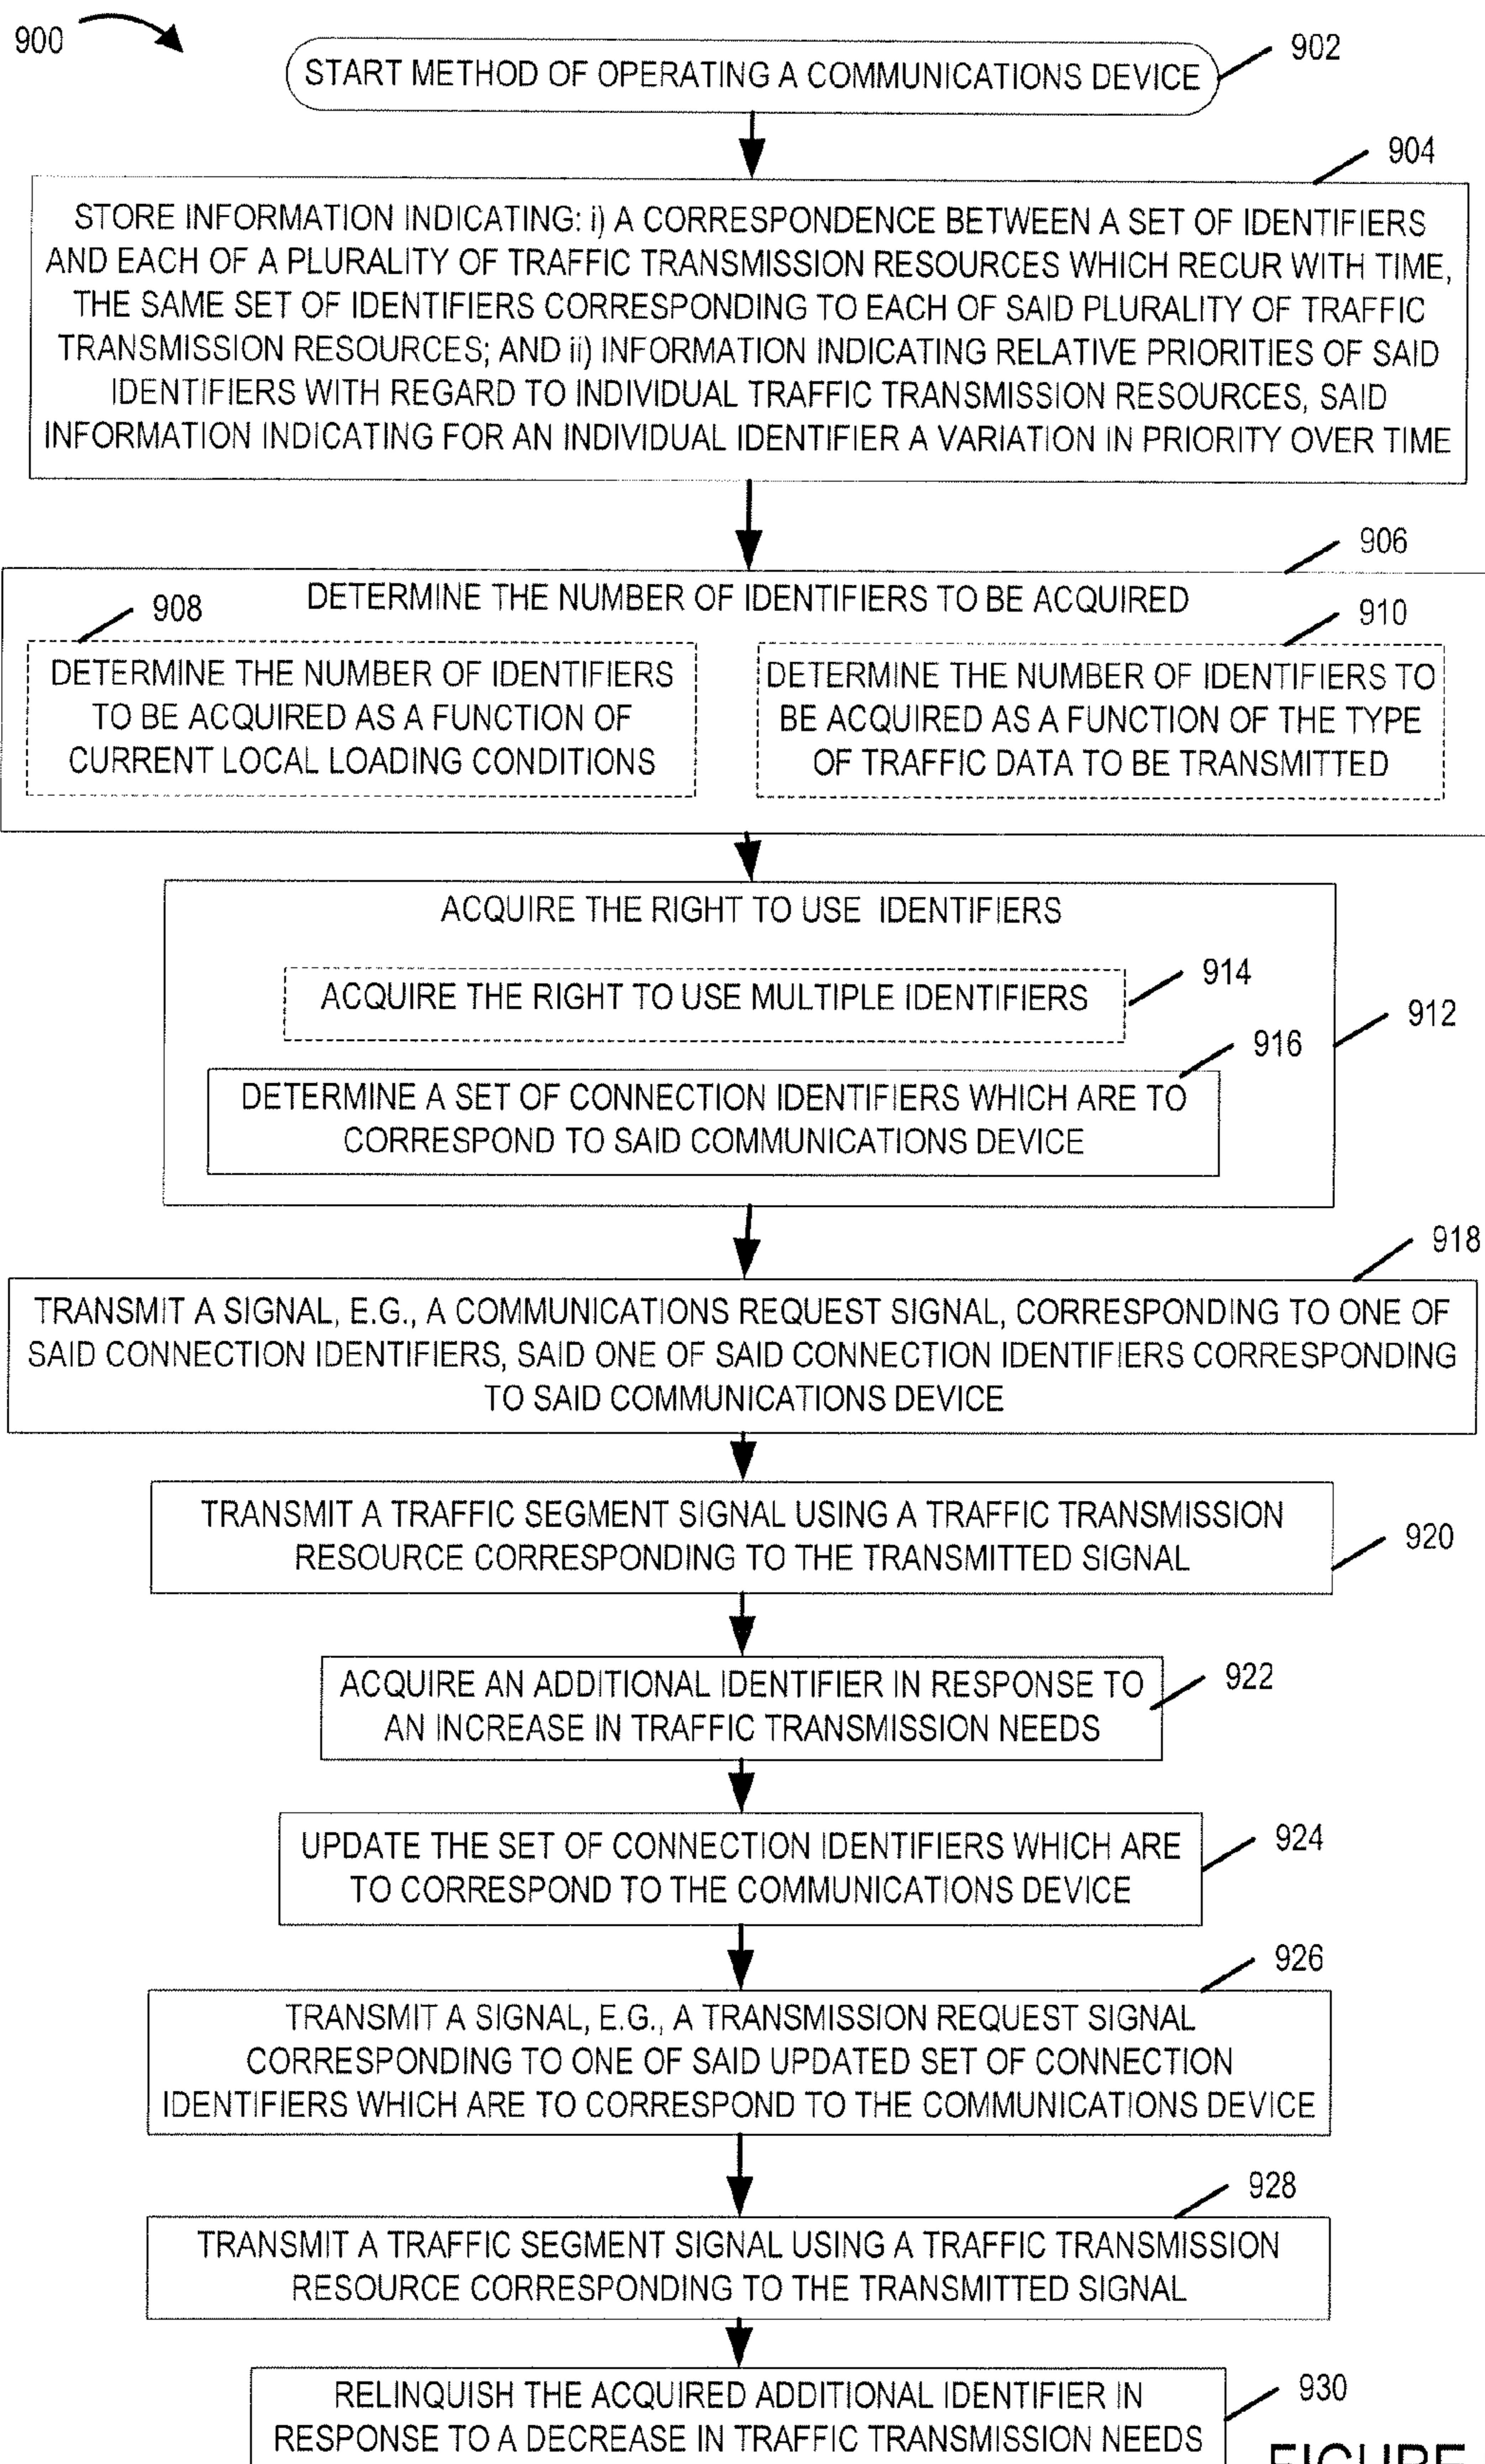 900
START METHOD OF OPERATING A COMMUNICATIONS DEVICE
902
904
STORE INFORMATION INDICATING: i) A CORRESPONDENCE BETWEEN A SET OF IDENTIFIERS
AND EACH OF A PLURALITY OF TRAFFIC TRANSMISSION RESOURCES WHICH RECUR WITH TIME,
THE SAME SET OF IDENTIFIERS CORRESPONDING TO EACH OF SAID PLURALITY OF TRAFFIC
TRANSMISSION RESOURCES; AND ii) INFORMATION INDICATING RELATIVE PRIORITIES OF SAID
IDENTIFIERS WITH REGARD TO INDIVIDUAL TRAFFIC TRANSMISSION RESOURCES, SAID
INFORMATION INDICATING FOR AN INDIVIDUAL IDENTIFIER A VARIATION IN PRIORITY OVER TIME
906
DETERMINE THE NUMBER OF IDENTIFIERS TO BE ACQUIRED
908
DETERMINE THE NUMBER OF IDENTIFIERS
TO BE ACQUIRED AS A FUNCTION OF
CURRENT LOCAL LOADING CONDITIONS
910
DETERMINE THE NUMBER OF IDENTIFIERS TO
BE ACQUIRED AS A FUNCTION OF THE TYPE
OF TRAFFIC DATA TO BE TRANSMITTED
ACQUIRE THE RIGHT TO USE IDENTIFIERS
914
ACQUIRE THE RIGHT TO USE MULTIPLE IDENTIFIERS
912
916
DETERMINE A SET OF CONNECTION IDENTIFIERS WHICH ARE TO
CORRESPOND TO SAID COMMUNICATIONS DEVICE
918
TRANSMIT A SIGNAL, E.G., A COMMUNICATIONS REQUEST SIGNAL, CORRESPONDING TO ONE OF
SAID CONNECTION IDENTIFIERS, SAID ONE OF SAID CONNECTION IDENTIFIERS CORRESPONDING
TO SAID COMMUNICATIONS DEVICE
TRANSMIT A TRAFFIC SEGMENT SIGNAL USING A TRAFFIC TRANSMISSION
RESOURCE CORRESPONDING TO THE TRANSMITTED SIGNAL
920
ACQUIRE AN ADDITIONAL IDENTIFIER IN RESPONSE TO
AN INCREASE IN TRAFFIC TRANSMISSION NEEDS
922
UPDATE THE SET OF CONNECTION IDENTIFIERS WHICH ARE
TO CORRESPOND TO THE COMMUNICATIONS DEVICE
924
926
TRANSMIT A SIGNAL, E.G., A TRANSMISSION REQUEST SIGNAL
CORRESPONDING TO ONE OF SAID UPDATED SET OF CONNECTION
IDENTIFIERS WHICH ARE TO CORRESPOND TO THE COMMUNICATIONS DEVICE
928
TRANSMIT A TRAFFIC SEGMENT SIGNAL USING A TRAFFIC TRANSMISSION
RESOURCE CORRESPONDING TO THE TRANSMITTED SIGNAL
RELINQUISH THE ACQUIRED ADDITIONAL IDENTIFIER IN
RESPONSE TO A DECREASE IN TRAFFIC TRANSMISSION NEEDS
930
FIGURE